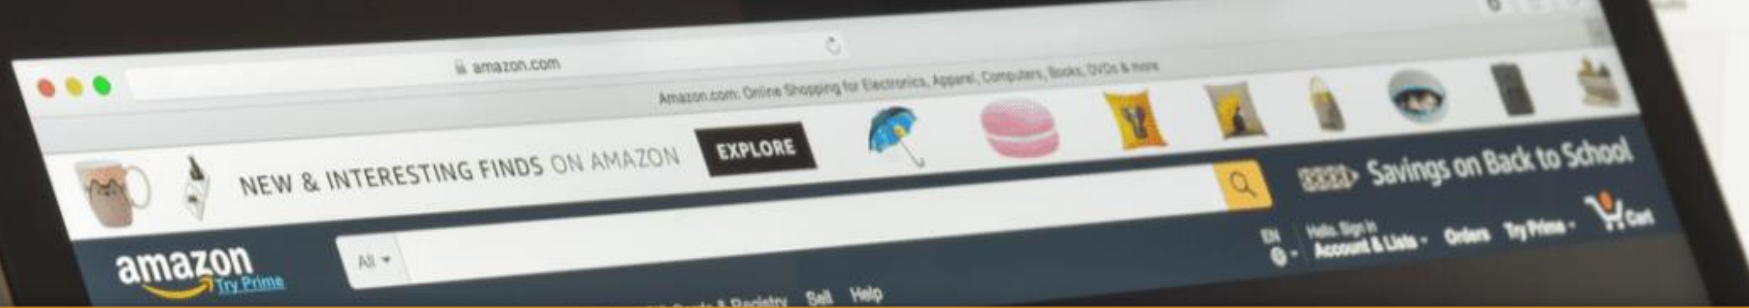 amazon.com
Amazon.com: Online Shopping for Electronics, Apparel, Computers, Books, DVDs & more
NEW & INTERESTING FINDS ON AMAZON EXPLORE
Savings on Back to School
amazon
Try Prime
All
EN
Hello. Sign in
Account & Lists
Orders
Try Prime
Cart
& Registry Sell Help